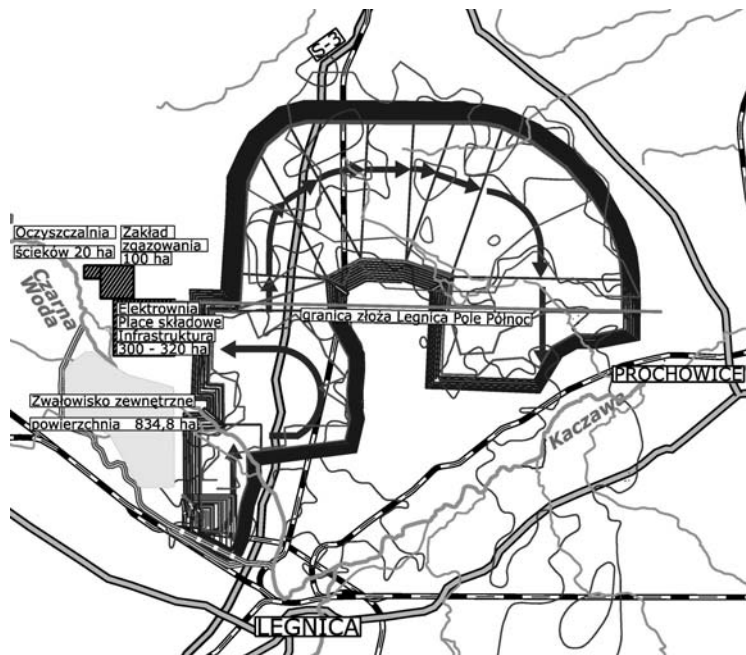 S-3
Oczyszczalnia
ścieków 20 ha
Zakład
zgazowania
100 ha
Czarna
Woda
Elektrownia
Place składowe
Infrastruktura
300 - 320 ha
granica złoża Legnica Pole Północ
PROCHOWICE
Zwałowisko zewnętrzne
powierzchnia 834,8 ha
Kaczawa
LEGNICA